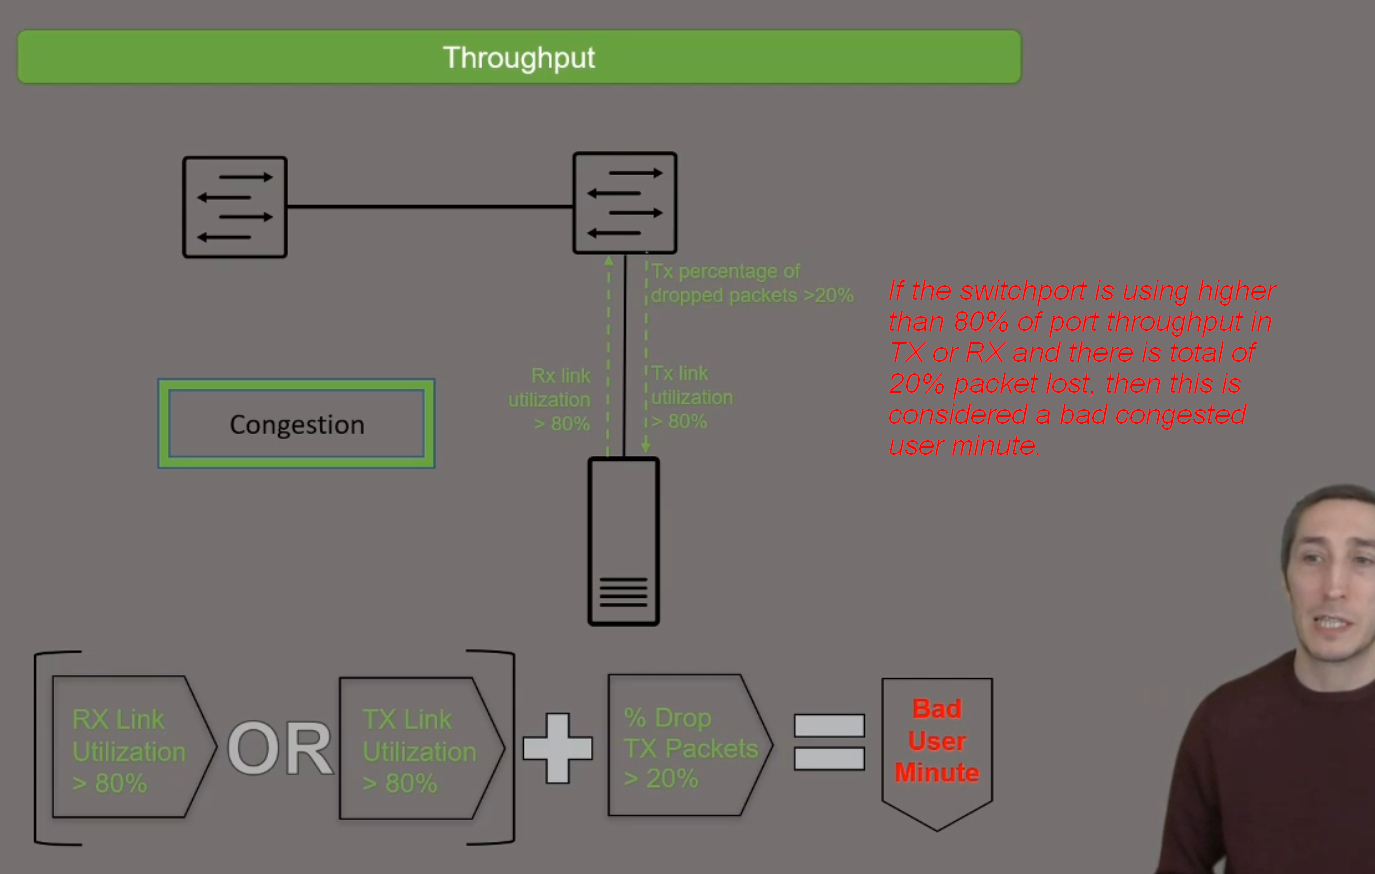 Throughput
Tx percentage of
dropped packets >20%
If the switchport is using higher
than 80% of port throughput in
TX or RX and there is total of
20% packet lost, then this is
considered a bad congested
user minute.
Rx link
utilization
> 80%
Tx link
utilization
> 80%
Congestion
RX Link
Utilization
> 80%
OR
TX Link
Utilization
> 80%
% Drop
TX Packets
> 20%
Bad
User
Minute